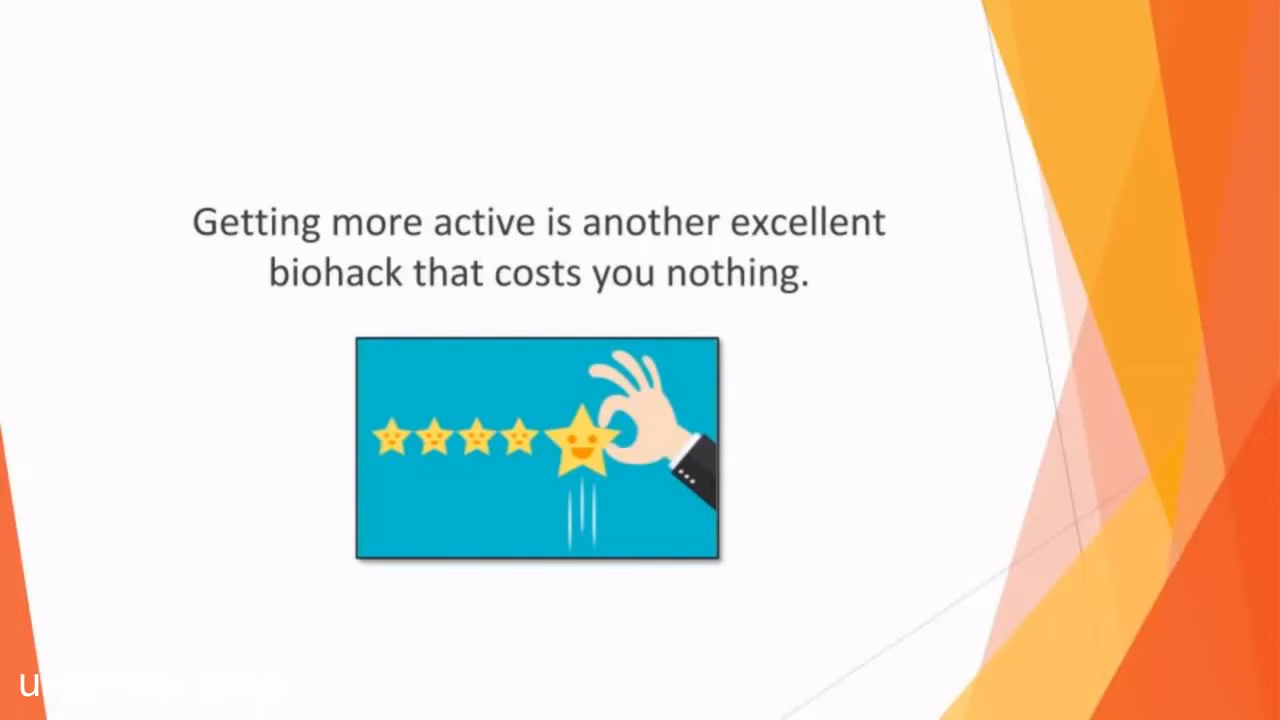 Getting more active is another excellent
biohack that costs you nothing.